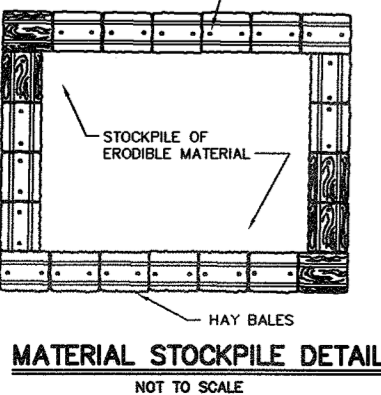 STOCKPILE OF
ERODIBLE MATERIAL
HAY BALES
MATERIAL STOCKPILE DETAIL
NOT TO SCALE